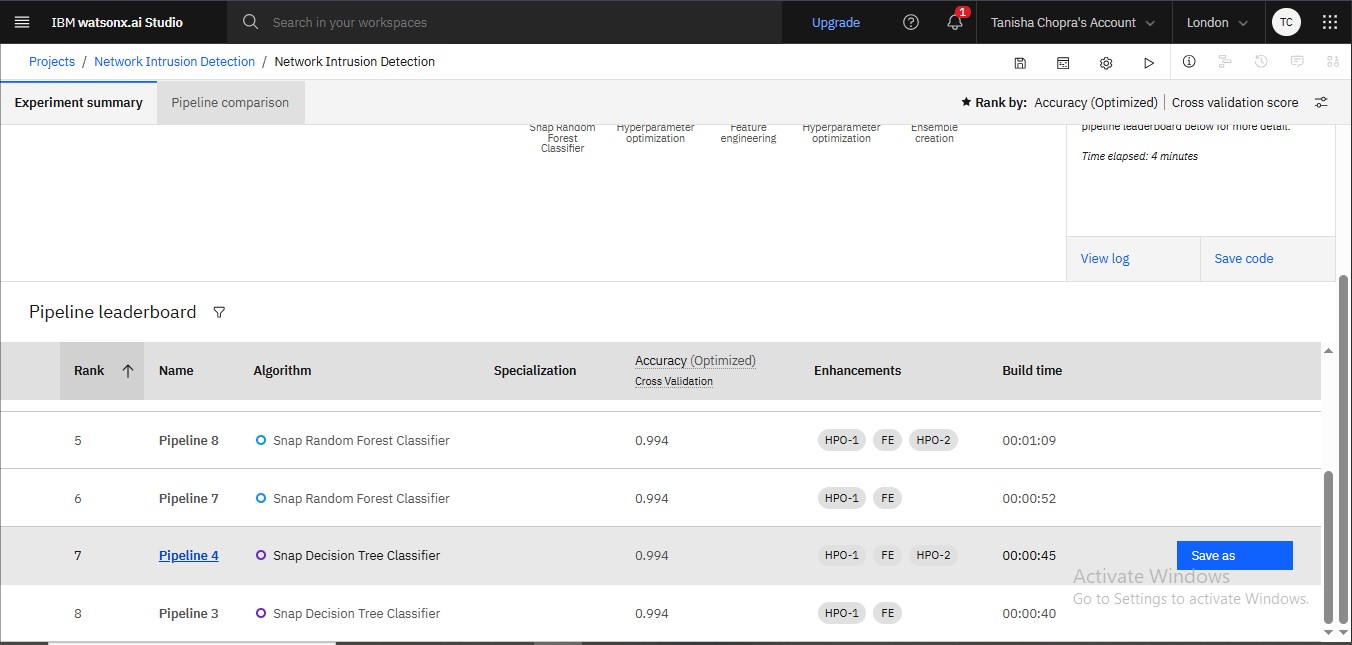 IBM watsonx.ai Studio
Search in your workspaces
Upgrade
1
Tanisha Chopra's Account
London
TC
Projects / Network Intrusion Detection / Network Intrusion Detection
Experiment summary
Pipeline comparison
Rank by: Accuracy (Optimized) | Cross validation score
Snap Random
Forest
Classifier
Hyperparameter
optimization
Feature
engineering
Hyperparameter
optimization
Ensemble
creation
pipeline leaderboard below for more detail.
Time elapsed: 4 minutes
View log
Save code
Pipeline leaderboard
Rank Name Algorithm Specialization Accuracy (Optimized) Enhancements Build time
Cross Validation
5 Pipeline 8 Snap Random Forest Classifier 0.994 HPO-1 FE HPO-2 00:01:09
6 Pipeline 7 Snap Random Forest Classifier 0.994 HPO-1 FE 00:00:52
7 Pipeline 4 Snap Decision Tree Classifier 0.994 HPO-1 FE HPO-2 00:00:45 Save as
Activate Windows
Go to Settings to activate Windows.
8 Pipeline 3 Snap Decision Tree Classifier 0.994 HPO-1 FE 00:00:40